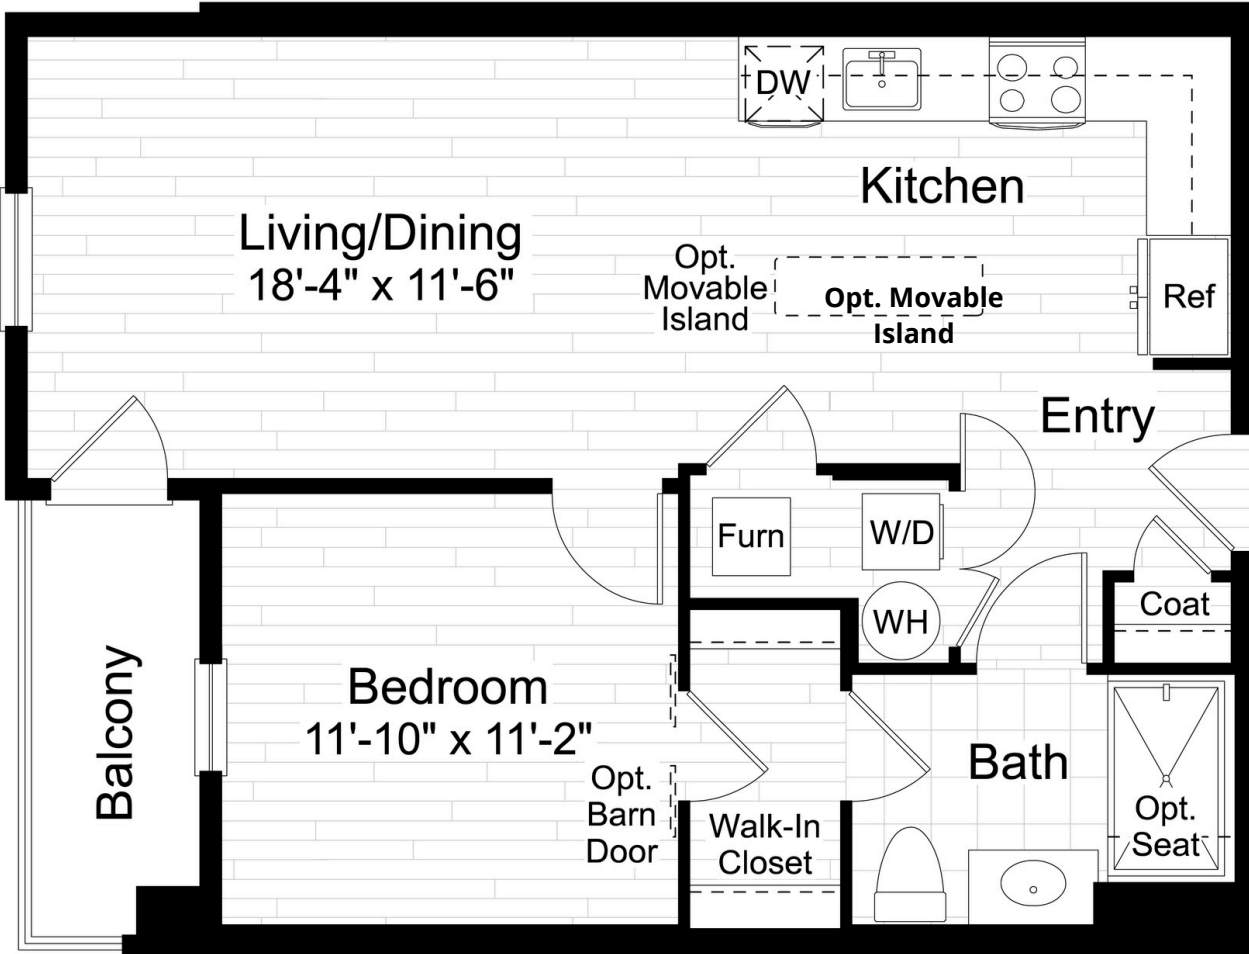 DW
Kitchen
Living/Dining
18'-4" x 11'-6"
Opt.
Movable
Island
Opt. Movable
Island
Ref
Entry
Furn
W/D
WH
Coat
Balcony
Bedroom
11'-10" x 11'-2"
Opt.
Barn
Door
Walk-In
Closet
Bath
Opt.
Seat